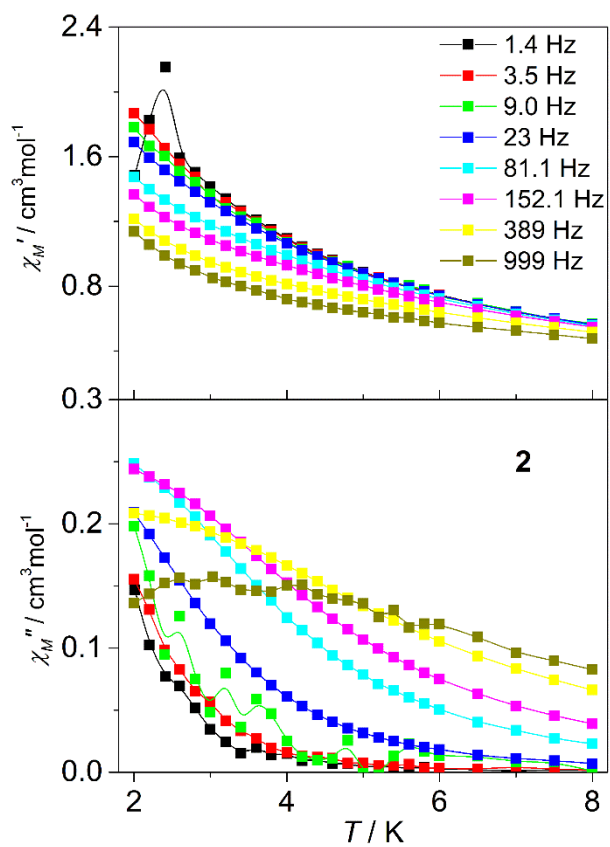 2.4
1.6
0.8
χM′ / cm³mol⁻¹
1.4 Hz
3.5 Hz
9.0 Hz
23 Hz
81.1 Hz
152.1 Hz
389 Hz
999 Hz
0.3
0.2
0.1
0.0
χM″ / cm³mol⁻¹
2
2
4
6
8
T / K